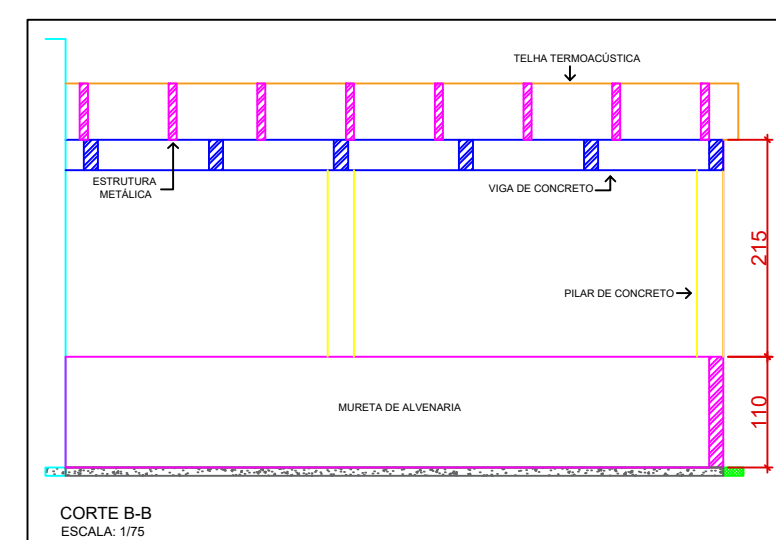 TELHA TERMOACÚSTICA
ESTRUTURA
METÁLICA
VIGA DE CONCRETO
215
PILAR DE CONCRETO
MURETA DE ALVENARIA
110
CORTE B-B
ESCALA: 1/75